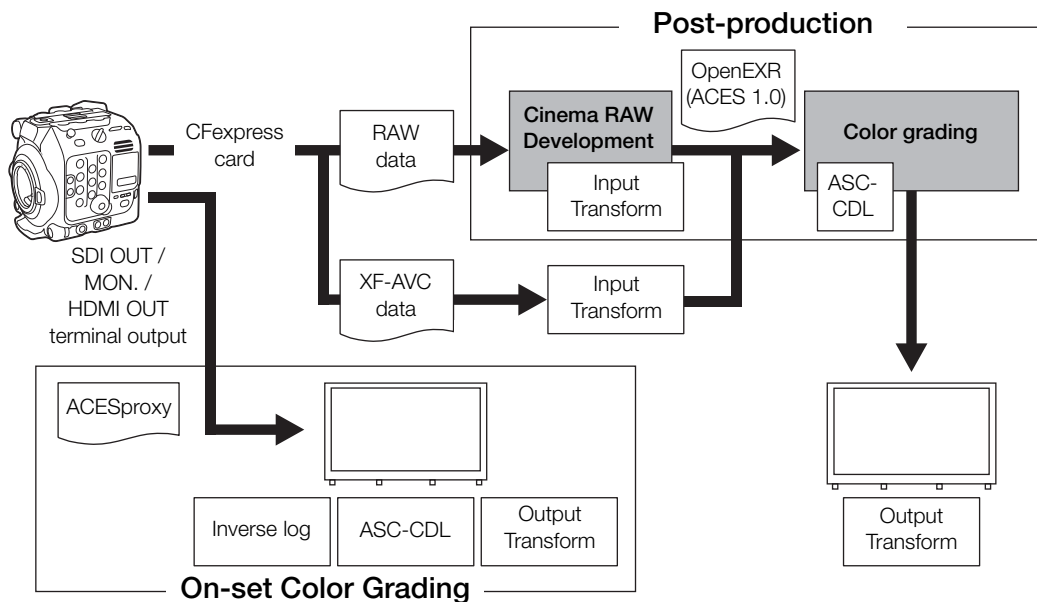 Post-production
OpenEXR
(ACES 1.0)
Cinema RAW
Development
Color grading
CFexpress
card
RAW
data
Input
Transform
ASC-
CDL
SDI OUT /
MON. /
HDMI OUT
terminal output
XF-AVC
data
Input
Transform
ACESproxy
Inverse log
ASC-CDL
Output
Transform
Output
Transform
On-set Color Grading